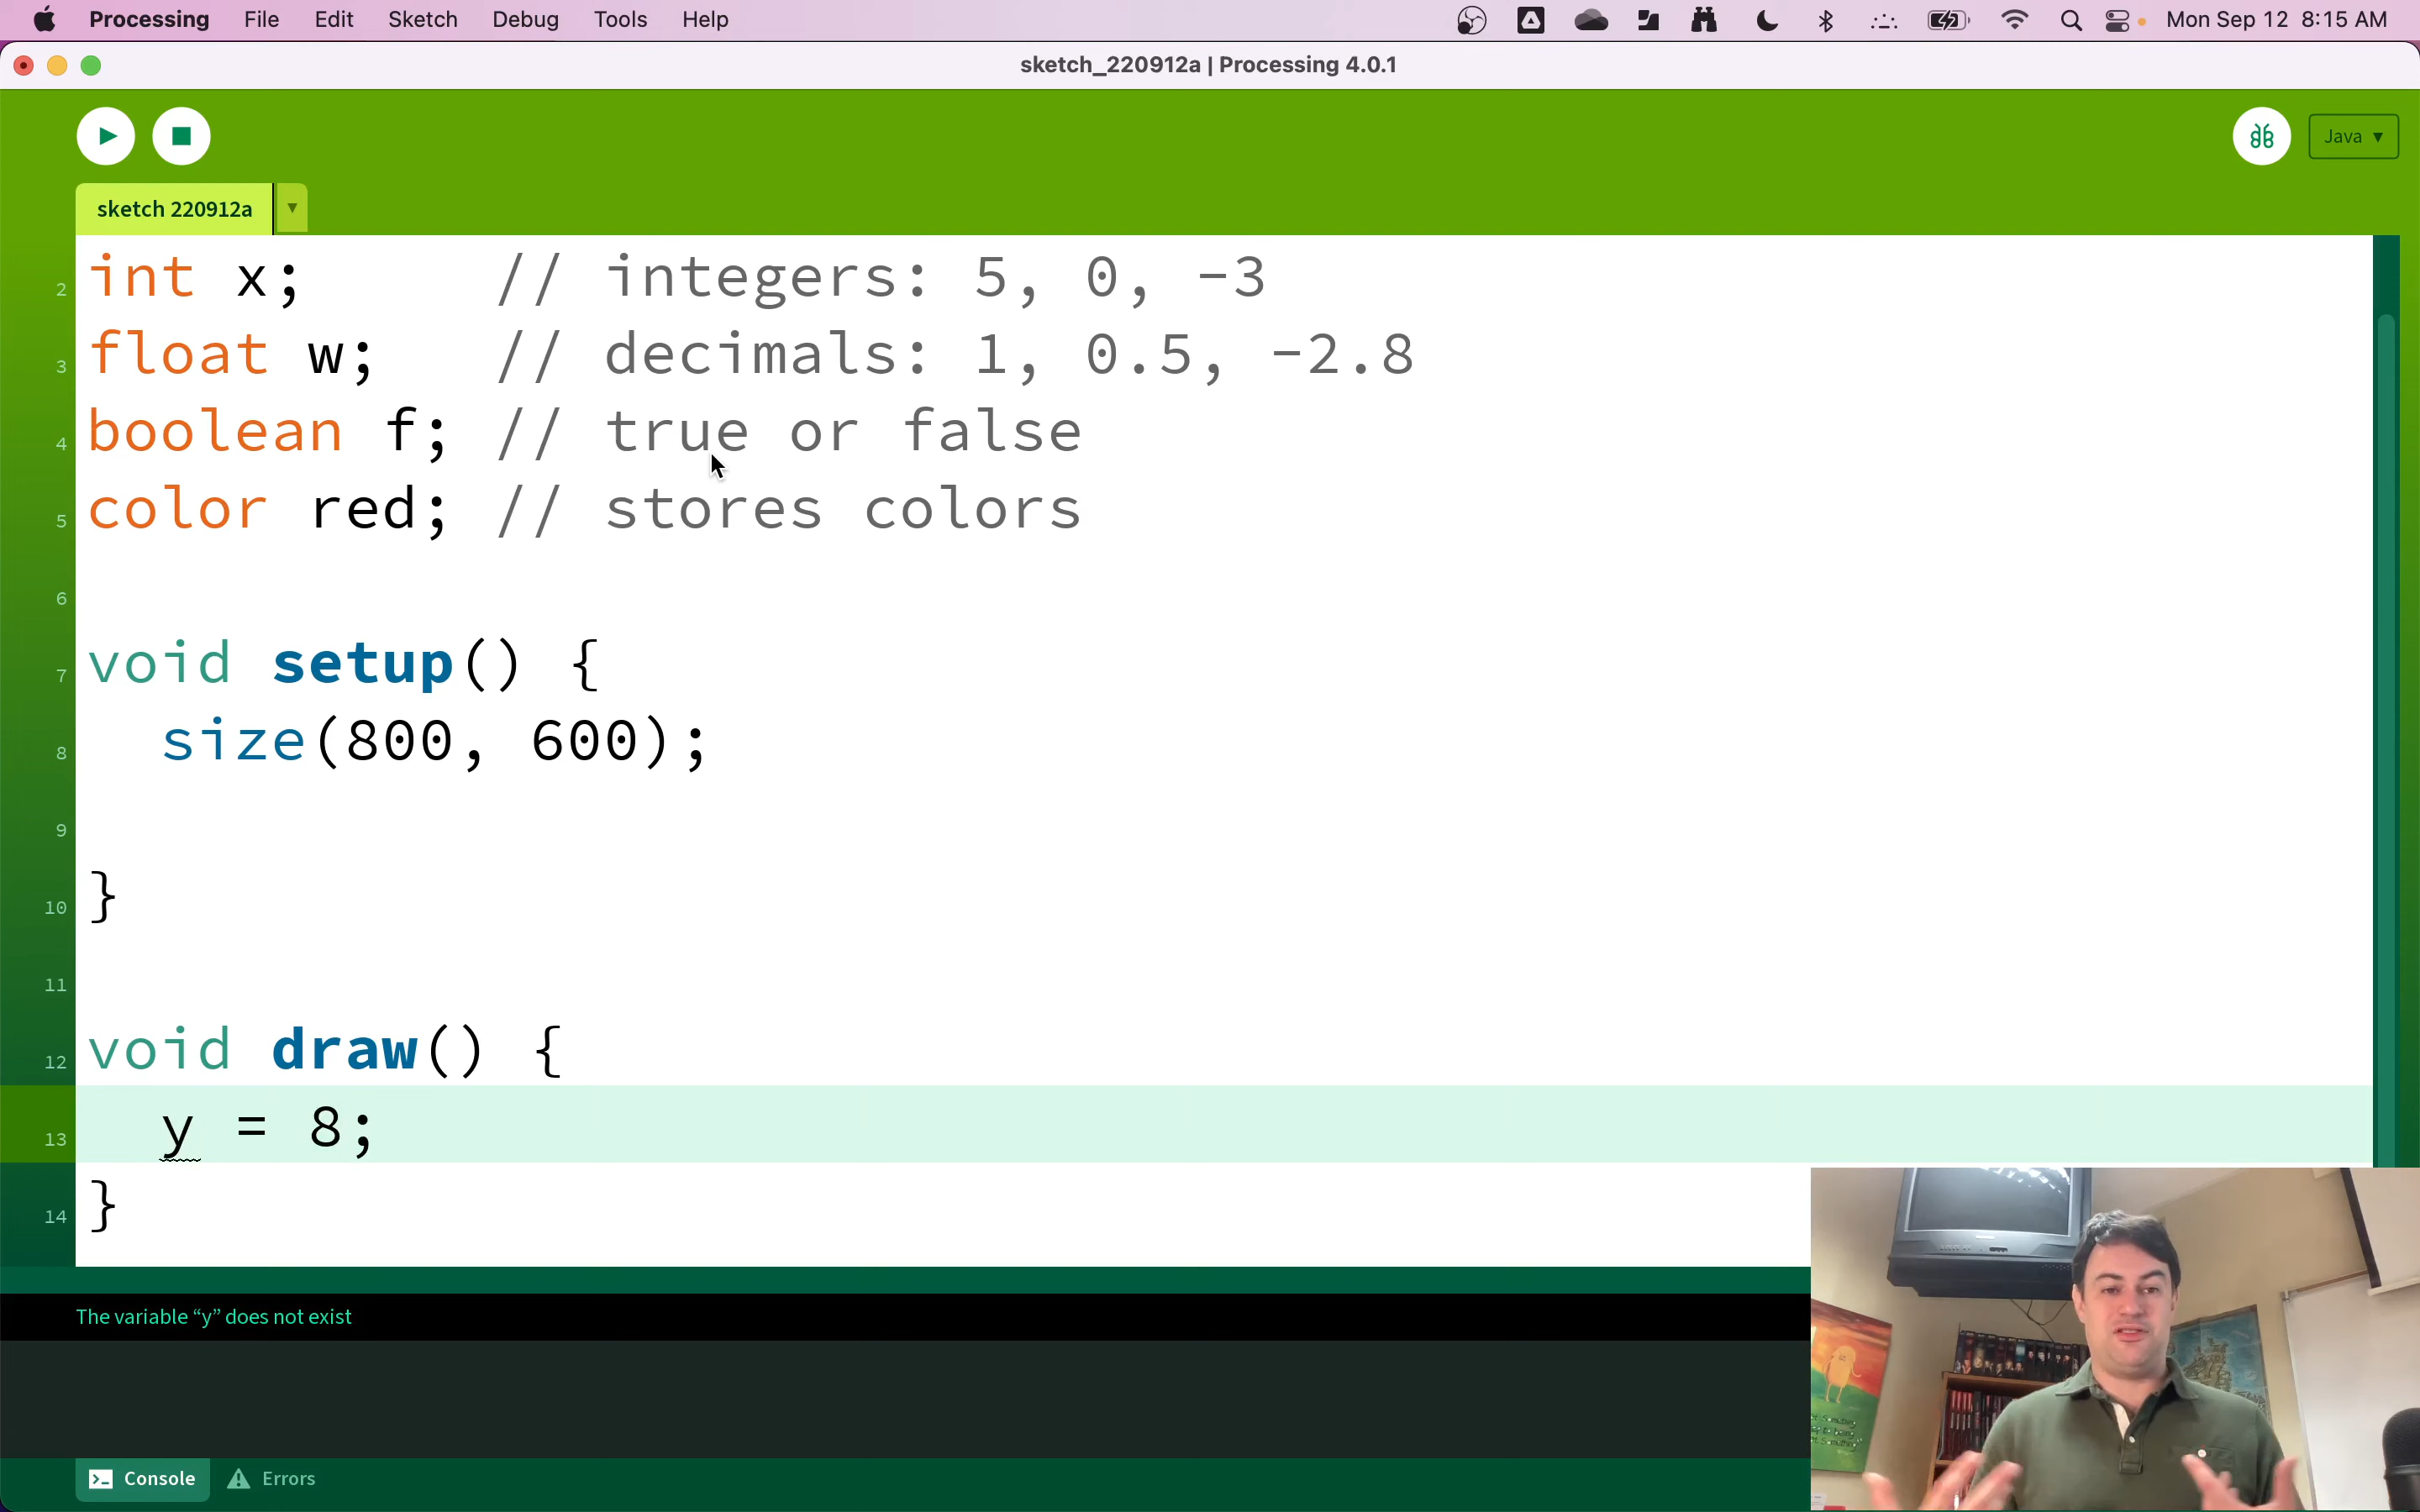 Processing File Edit Sketch Debug Tools Help Mon Sep 12 8:15 AM
sketch_220912a | Processing 4.0.1
Java
sketch 220912a
2 int x; // integers: 5, 0, -3
3 float w; // decimals: 1, 0.5, -2.8
4 boolean f; // true or false
5 color red; // stores colors
6
7 void setup() {
8 size(800, 600);
9
10 }
11
12 void draw() {
13 y = 8;
14 }
The variable “y” does not exist
Console Errors